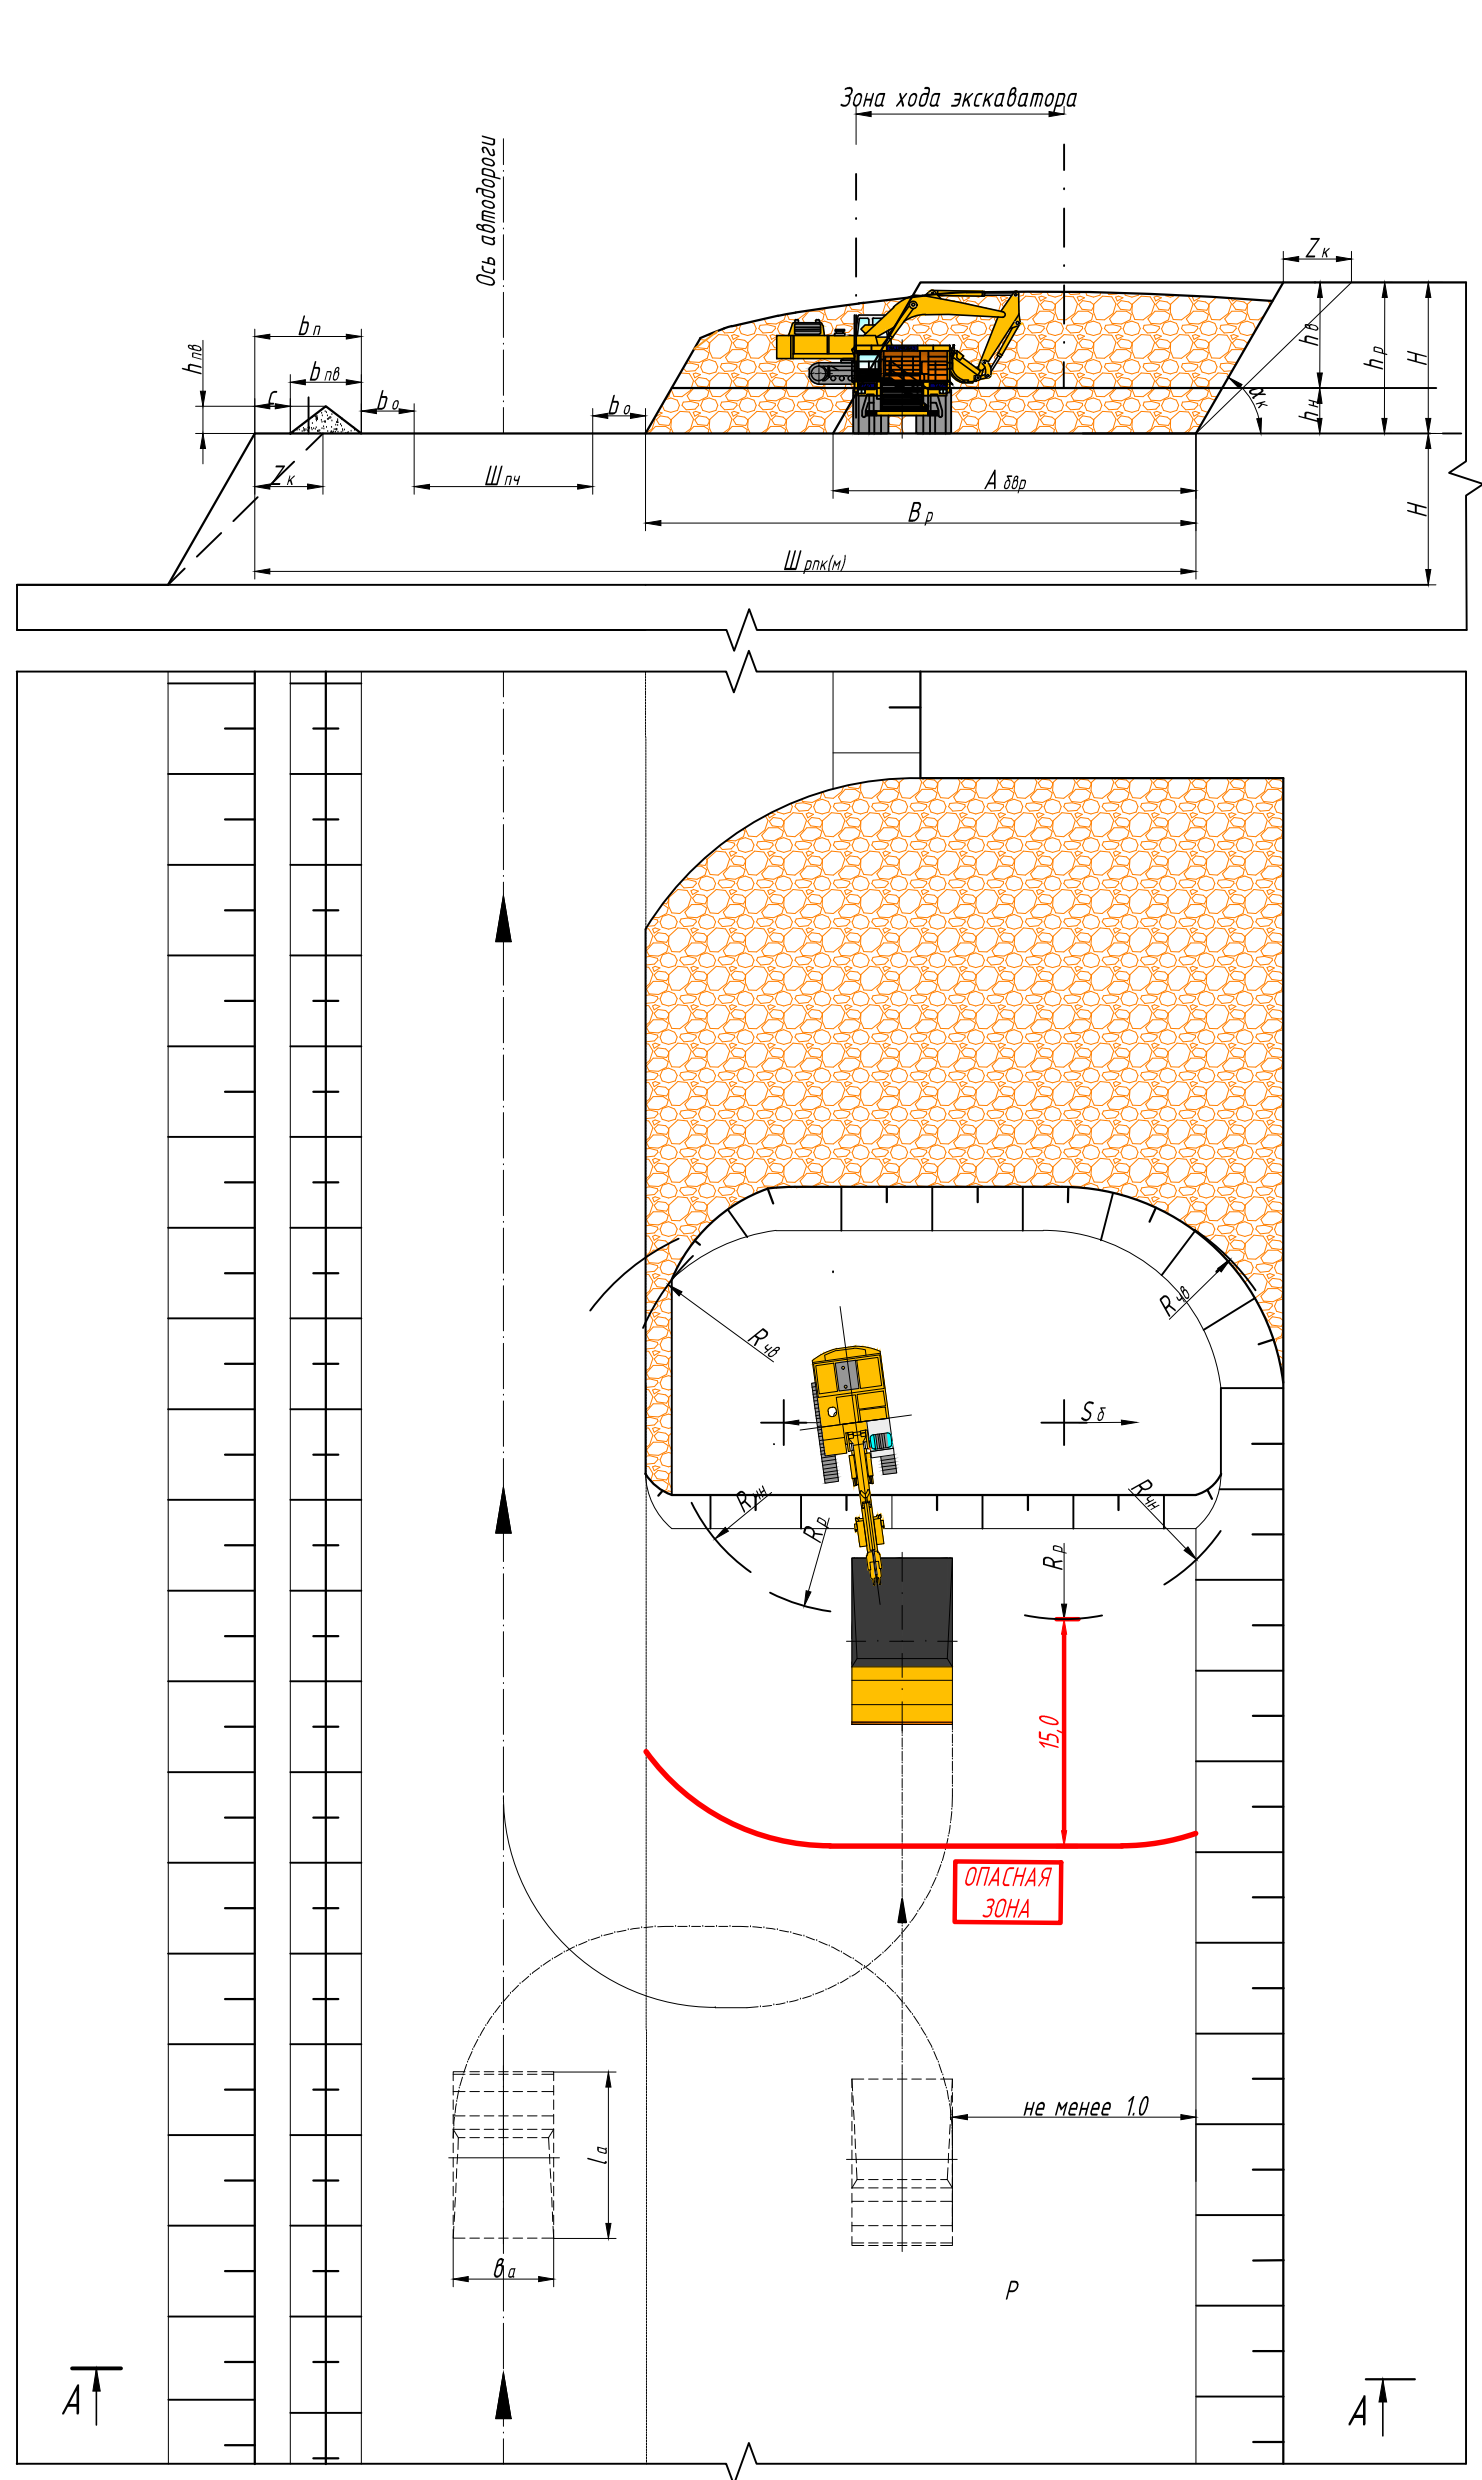 Зона хода экскаватора
Ось автодороги
Z к
b п
h пв
b пв
c
b о
b о
h в
h р
H
α к
h н
Z к
Ш пч
А бвр
В р
H
Ш рпк(м)
R чв
R чв
S б
R чн
R р
R чн
R р
15,0
ОПАСНАЯ
ЗОНА
не менее 1.0
l а
в а
Р
А
А